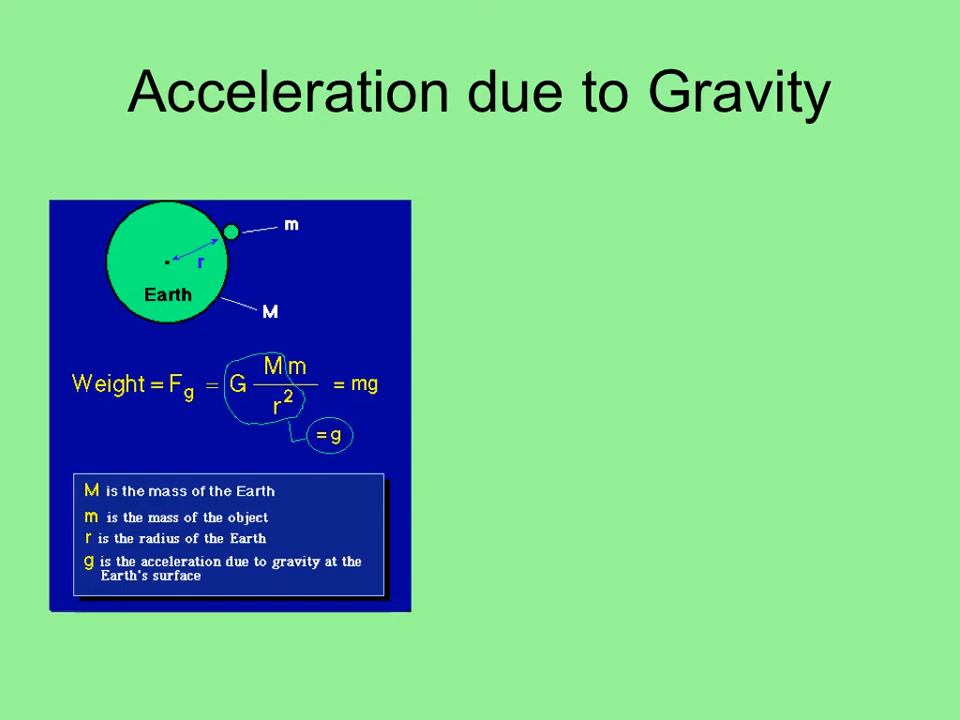 Acceleration due to Gravity
m
r
Earth
M
Weight = Fg = G Mm / r² = mg
= g
M is the mass of the Earth
m is the mass of the object
r is the radius of the Earth
g is the acceleration due to gravity at the
Earth's surface